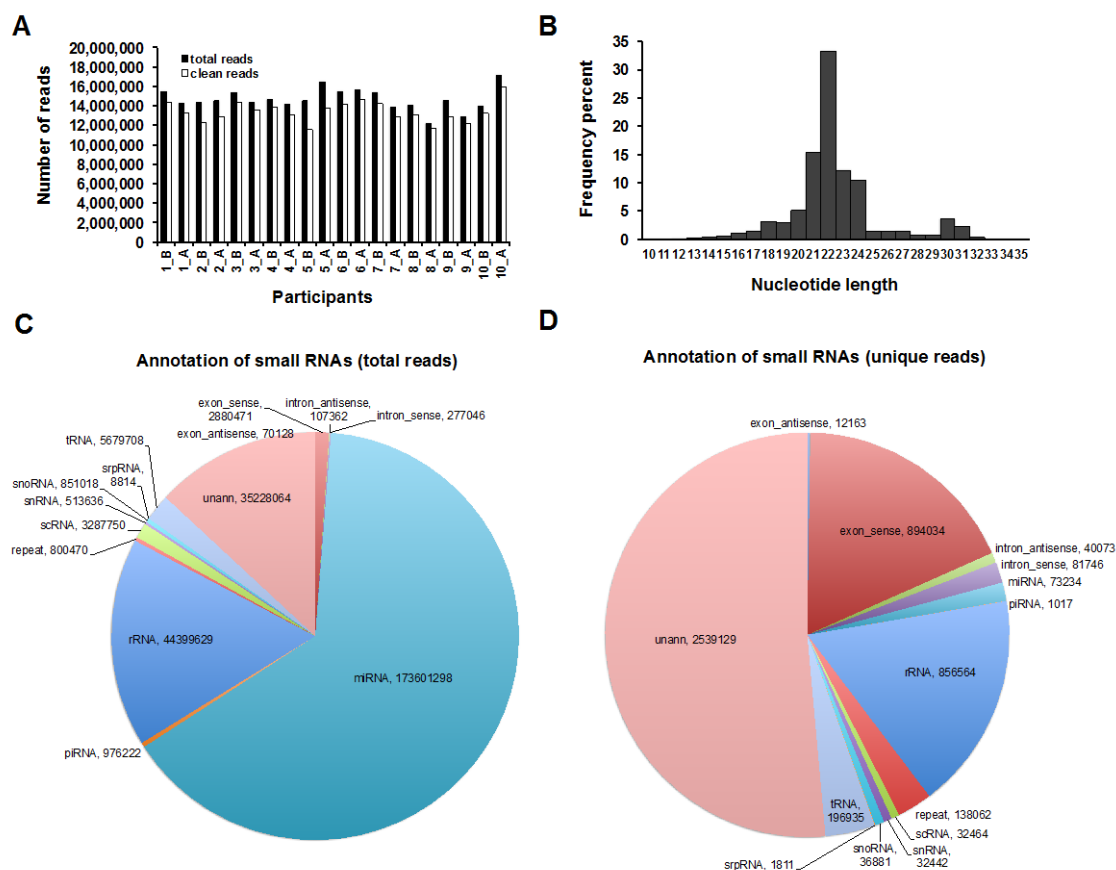 A
20,000,000
18,000,000
16,000,000
14,000,000
12,000,000
10,000,000
8,000,000
6,000,000
4,000,000
2,000,000
0
Number of reads
total reads
clean reads
1_B 1_A 2_B 2_A 3_B 3_A 4_B 4_A 5_B 5_A 6_B 6_A 7_B 7_A 8_B 8_A 9_B 9_A 10_B 10_A
Participants
B
35
30
25
20
15
10
5
0
Frequency percent
10 11 12 13 14 15 16 17 18 19 20 21 22 23 24 25 26 27 28 29 30 31 32 33 34 35
Nucleotide length
C
Annotation of small RNAs (total reads)
exon_sense,
2880471
intron_antisense,
107362
intron_sense, 277046
exon_antisense, 70128
tRNA, 5679708
srpRNA,
8814
snoRNA, 851018
snRNA, 513636
scRNA, 3287750
repeat, 800470
unann, 35228064
rRNA, 44399629
miRNA, 173601298
piRNA, 976222
D
Annotation of small RNAs (unique reads)
exon_antisense, 12163
exon_sense, 894034
intron_antisense, 40073
intron_sense, 81746
miRNA, 73234
piRNA, 1017
unann, 2539129
rRNA, 856564
tRNA,
196935
repeat, 138062
scRNA, 32464
snRNA,
32442
snoRNA,
36881
srpRNA, 1811